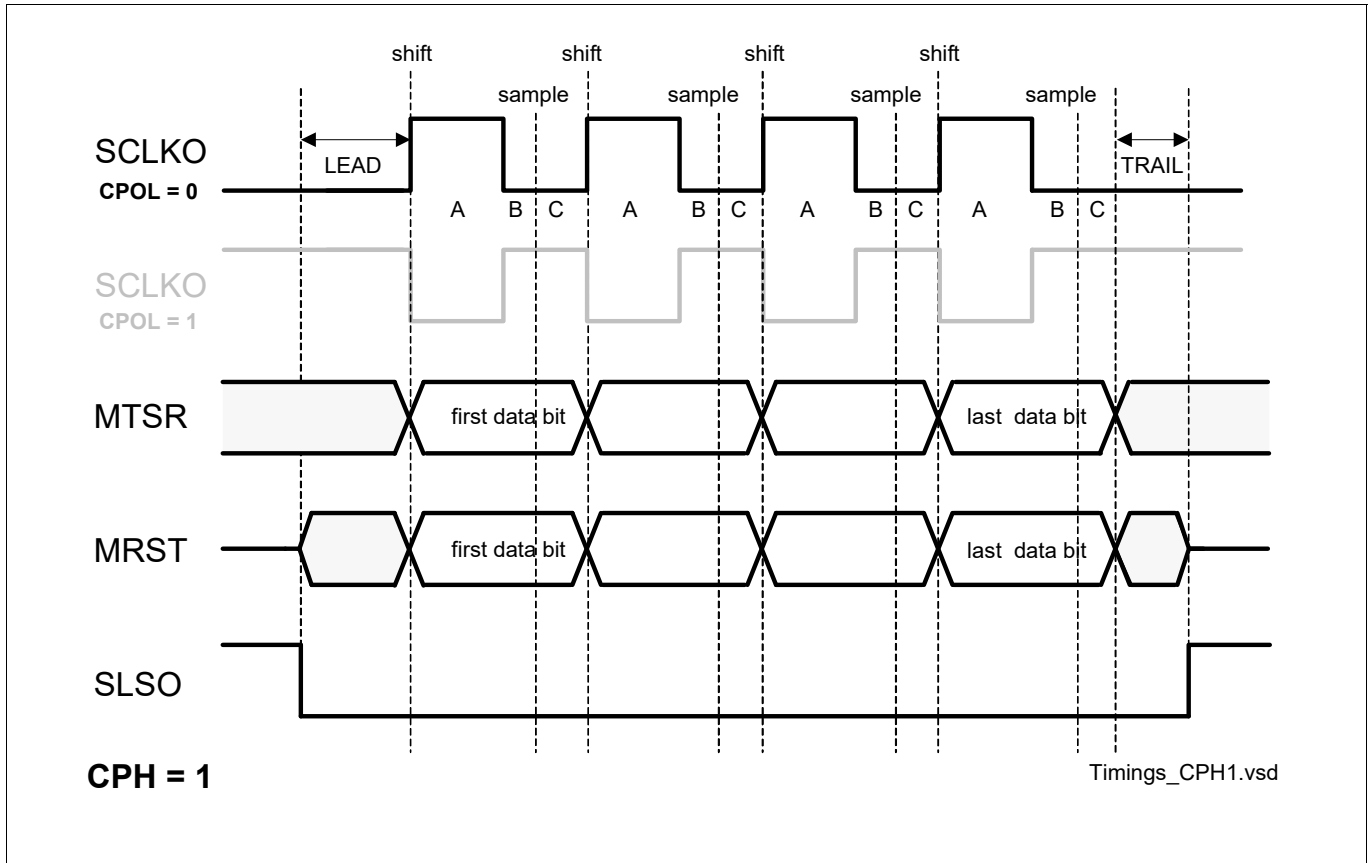 shift shift shift shift
sample sample sample sample
SCLKO
CPOL = 0
LEAD
TRAIL
A B C A B C A B C A B C
SCLKO
CPOL = 1
MTSR
first data bit
last data bit
MRST
first data bit
last data bit
SLSO
CPH = 1
Timings_CPH1.vsd